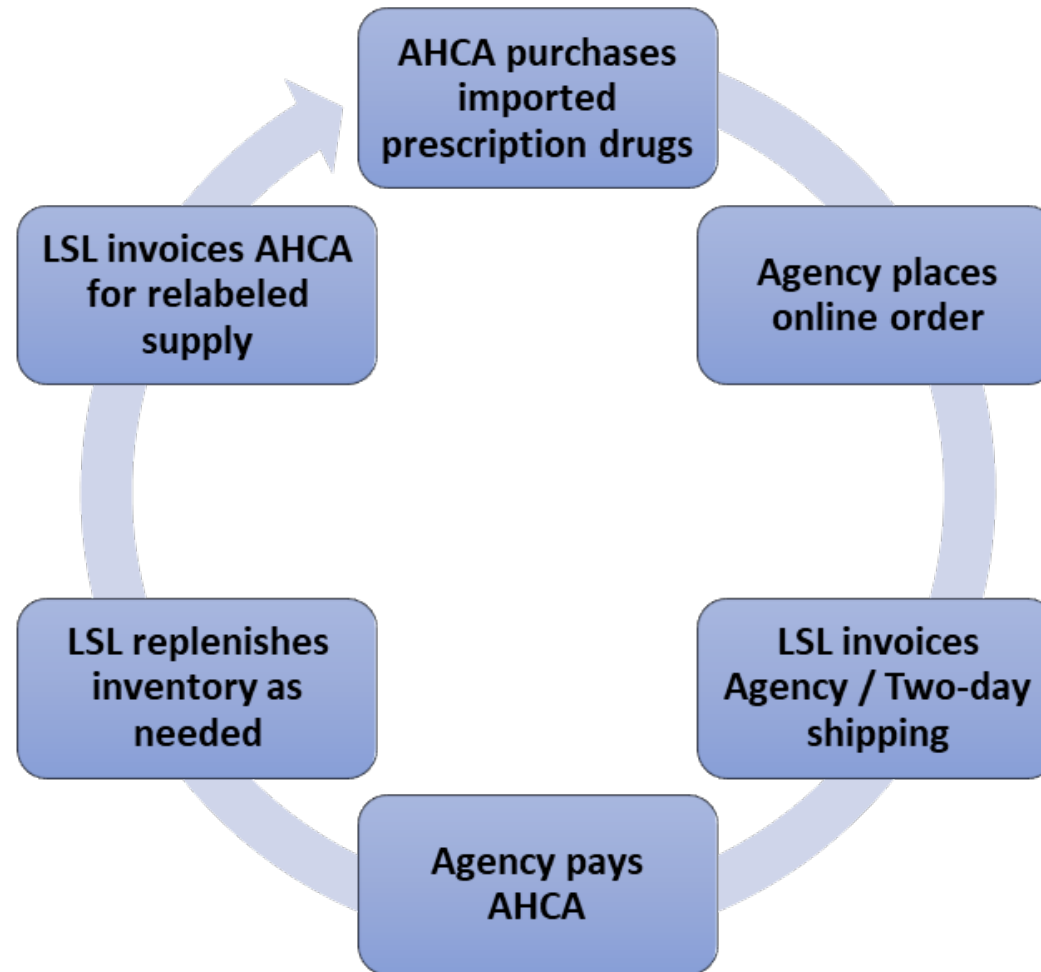 AHCA purchases
imported
prescription drugs
Agency places
online order
LSL invoices
Agency / Two-day
shipping
Agency pays
AHCA
LSL replenishes
inventory as
needed
LSL invoices AHCA
for relabeled
supply